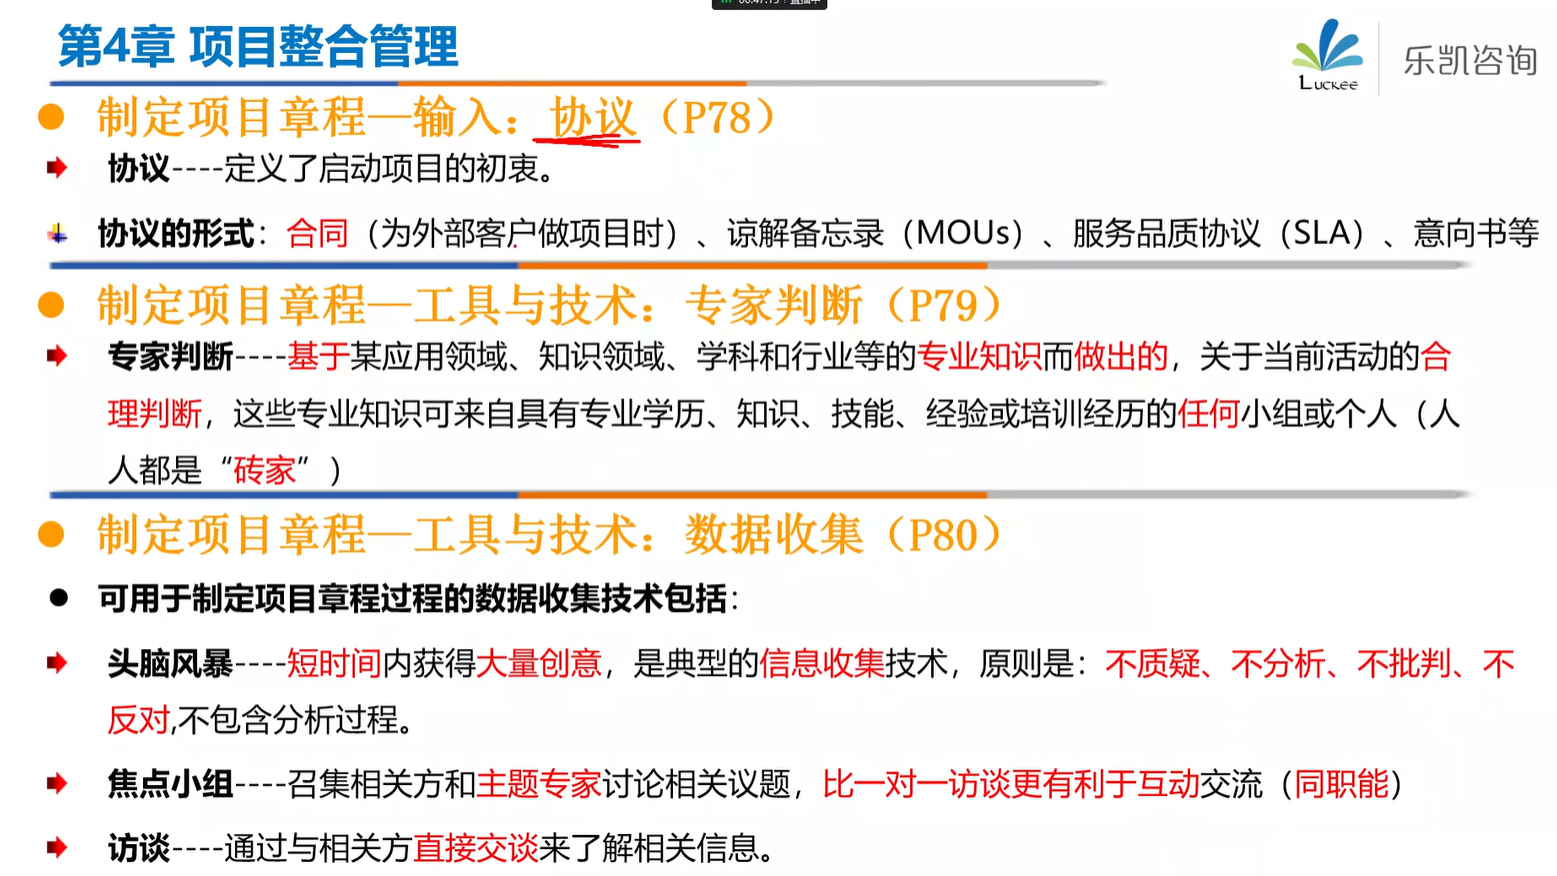 第4章 项目整合管理
LUCKEE 乐凯咨询
制定项目章程—输入：协议（P78）
协议----定义了启动项目的初衷。
协议的形式：合同（为外部客户做项目时）、谅解备忘录（MOUs）、服务品质协议（SLA）、意向书等
制定项目章程—工具与技术：专家判断（P79）
专家判断----基于某应用领域、知识领域、学科和行业等的专业知识而做出的，关于当前活动的合
理判断，这些专业知识可来自具有专业学历、知识、技能、经验或培训经历的任何小组或个人（人
人都是“砖家”）
制定项目章程—工具与技术：数据收集（P80）
可用于制定项目章程过程的数据收集技术包括：
头脑风暴----短时间内获得大量创意，是典型的信息收集技术，原则是：不质疑、不分析、不批判、不
反对,不包含分析过程。
焦点小组----召集相关方和主题专家讨论相关议题，比一对一访谈更有利于互动交流（同职能）
访谈----通过与相关方直接交谈来了解相关信息。